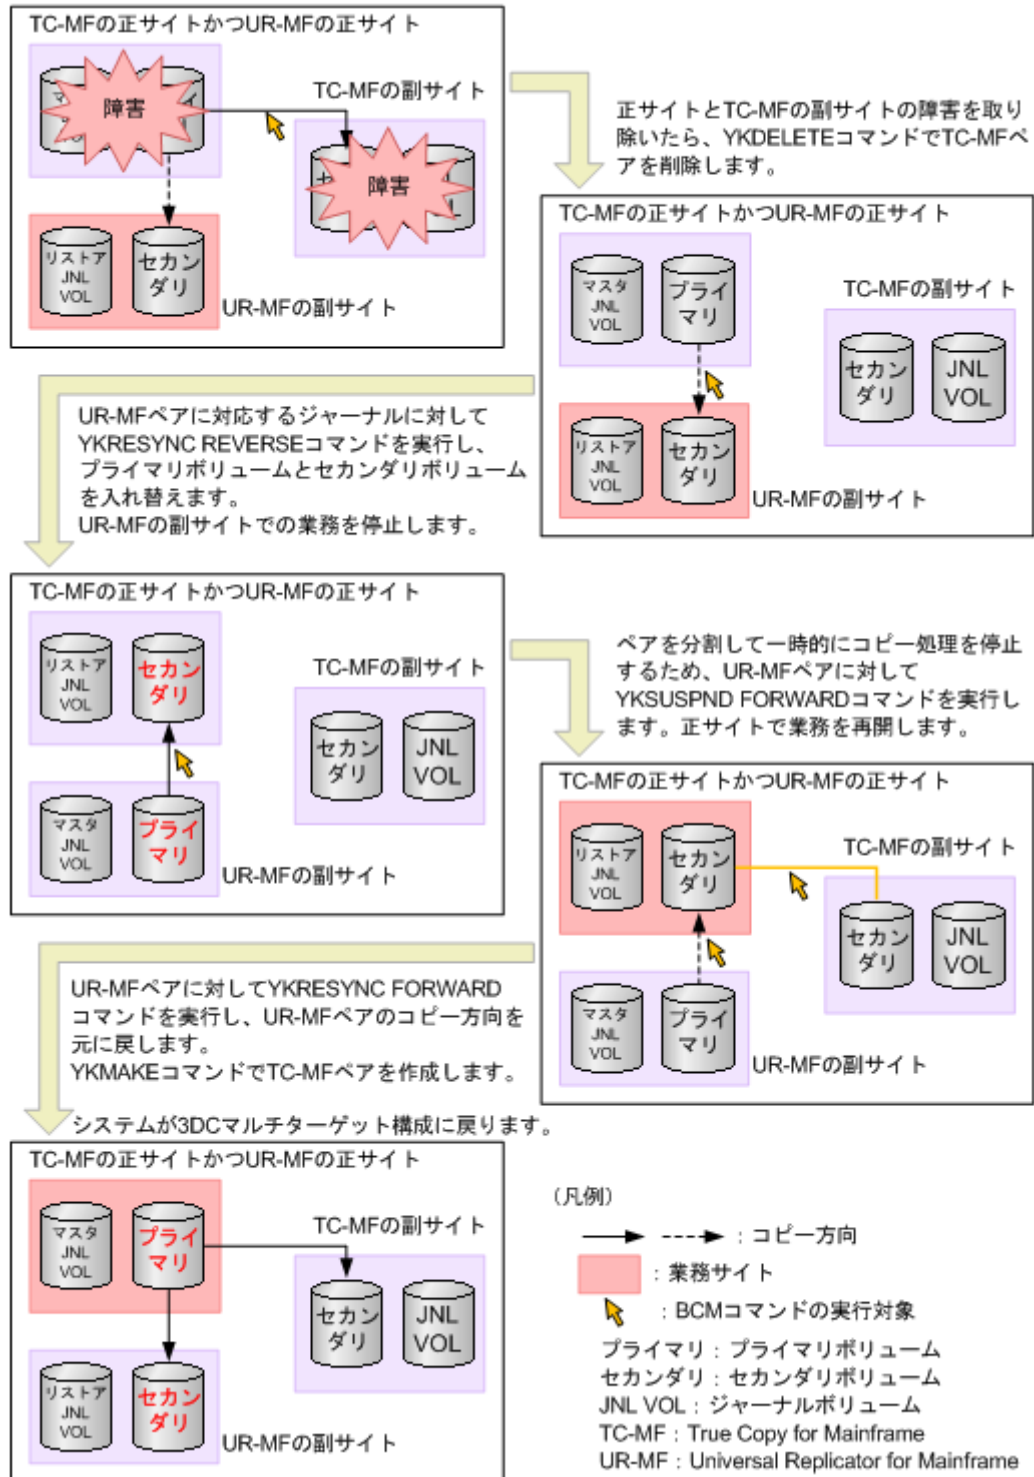 TC-MFの正サイトかつUR-MFの正サイト
障害
TC-MFの副サイト
障害
リストア
JNL
VOL
セカン
ダリ
UR-MFの副サイト
正サイトとTC-MFの副サイトの障害を取り
除いたら、YKDELETEコマンドでTC-MFペ
アを削除します。
TC-MFの正サイトかつUR-MFの正サイト
マスタ
JNL
VOL
プライ
マリ
TC-MFの副サイト
セカン
ダリ
JNL
VOL
リストア
JNL
VOL
セカン
ダリ
UR-MFの副サイト
UR-MFペアに対応するジャーナルに対して
YKRESYNC REVERSEコマンドを実行し、
プライマリボリュームとセカンダリボリューム
を入れ替えます。
UR-MFの副サイトでの業務を停止します。
TC-MFの正サイトかつUR-MFの正サイト
リストア
JNL
VOL
セカン
ダリ
TC-MFの副サイト
セカン
ダリ
JNL
VOL
マスタ
JNL
VOL
プライ
マリ
UR-MFの副サイト
ペアを分割して一時的にコピー処理を停止
するため、UR-MFペアに対して
YKSUSPND FORWARDコマンドを実行し
ます。正サイトで業務を再開します。
TC-MFの正サイトかつUR-MFの正サイト
リストア
JNL
VOL
セカン
ダリ
TC-MFの副サイト
セカン
ダリ
JNL
VOL
マスタ
JNL
VOL
プライ
マリ
UR-MFの副サイト
UR-MFペアに対してYKRESYNC FORWARD
コマンドを実行し、UR-MFペアのコピー方向を
元に戻します。
YKMAKEコマンドでTC-MFペアを作成します。
システムが3DCマルチターゲット構成に戻ります。
TC-MFの正サイトかつUR-MFの正サイト
マスタ
JNL
VOL
プライ
マリ
TC-MFの副サイト
セカン
ダリ
JNL
VOL
リストア
JNL
VOL
セカン
ダリ
UR-MFの副サイト
（凡例）
：コピー方向
：業務サイト
：BCMコマンドの実行対象
プライマリ：プライマリボリューム
セカンダリ：セカンダリボリューム
JNL VOL：ジャーナルボリューム
TC-MF：True Copy for Mainframe
UR-MF：Universal Replicator for Mainframe